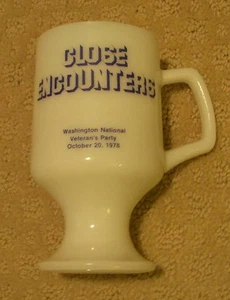 CLOSE
ENCOUNTERS
Washington National
Veteran's Party
October 20, 1978